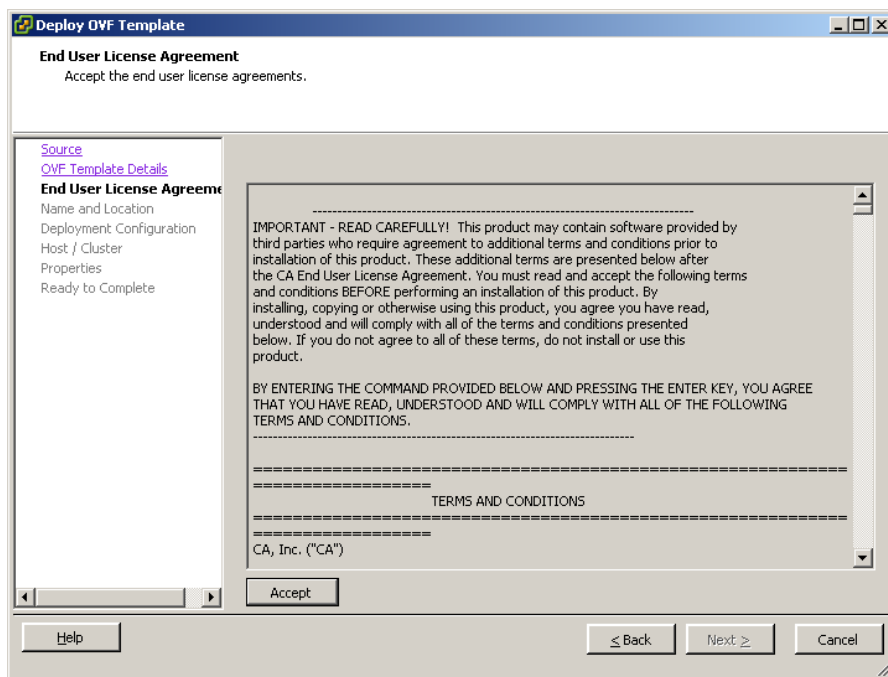 Deploy OVF Template
End User License Agreement
Accept the end user license agreements.
Source
OVF Template Details
End User License Agreeme
Name and Location
Deployment Configuration
Host / Cluster
Properties
Ready to Complete
--------------------------------------------------------------------------
IMPORTANT - READ CAREFULLY!  This product may contain software provided by
third parties who require agreement to additional terms and conditions prior to
installation of this product. These additional terms are presented below after
the CA End User License Agreement. You must read and accept the following terms
and conditions BEFORE performing an installation of this product. By
installing, copying or otherwise using this product, you agree you have read,
understood and will comply with all of the terms and conditions presented
below. If you do not agree to all of these terms, do not install or use this
product.
BY ENTERING THE COMMAND PROVIDED BELOW AND PRESSING THE ENTER KEY, YOU AGREE
THAT YOU HAVE READ, UNDERSTOOD AND WILL COMPLY WITH ALL OF THE FOLLOWING
TERMS AND CONDITIONS.
--------------------------------------------------------------------------
============================================================
==================
TERMS AND CONDITIONS
============================================================
==================
CA, Inc. ("CA")
Accept
Help
< Back
Next >
Cancel